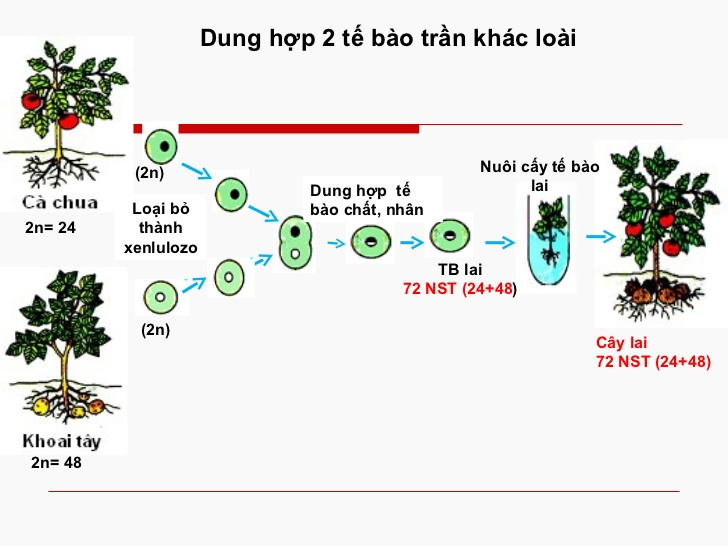 Dung hợp 2 tế bào trần khác loài
Cà chua
2n= 24
(2n)
Loại bỏ
thành
xenlulozo
(2n)
Khoai tây
2n= 48
Dung hợp tế
bào chất, nhân
TB lai
72 NST (24+48)
Nuôi cấy tế bào
lai
Cây lai
72 NST (24+48)